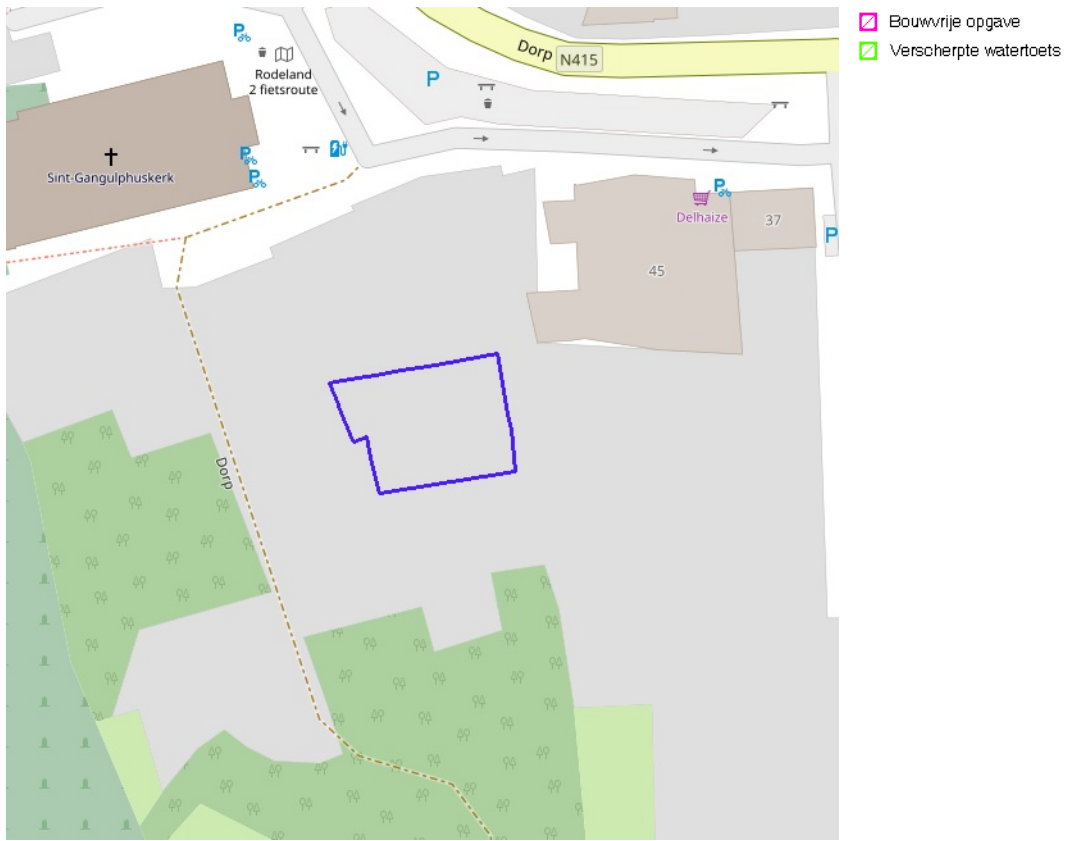 Bouwvrije opgave
Verscherpte watertoets
P
Dorp
N415
Rodeland
2 fietsroute
P
P
Sint-Gangulphuskerk
P
P
Delhaize
37
P
45
Dorp